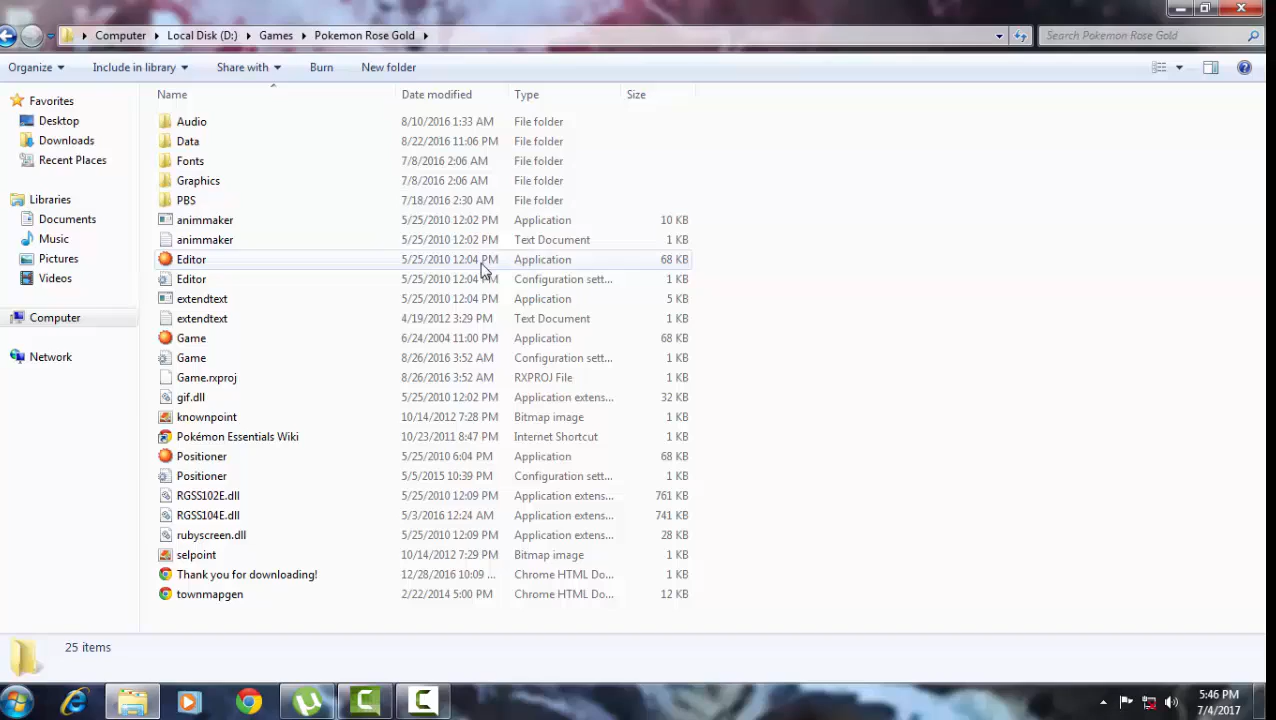 Computer Local Disk (D:) Games Pokemon Rose Gold Search Pokemon Rose Gold
Organize Include in library Share with Burn New folder
Favorites
Desktop
Downloads
Recent Places
Libraries
Documents
Music
Pictures
Videos
Computer
Network
Name Date modified Type Size
Audio 8/10/2016 1:33 AM File folder
Data 8/22/2016 11:06 PM File folder
Fonts 7/8/2016 2:06 AM File folder
Graphics 7/8/2016 2:06 AM File folder
PBS 7/18/2016 2:30 AM File folder
animmaker 5/25/2010 12:02 PM Application 10 KB
animmaker 5/25/2010 12:02 PM Text Document 1 KB
Editor 5/25/2010 12:04 PM Application 68 KB
Editor 5/25/2010 12:04 PM Configuration sett... 1 KB
extendtext 5/25/2010 12:04 PM Application 5 KB
extendtext 4/19/2012 3:29 PM Text Document 1 KB
Game 6/24/2004 11:00 PM Application 68 KB
Game 8/26/2016 3:52 AM Configuration sett... 1 KB
Game.rxproj 8/26/2016 3:52 AM RXPROJ File 1 KB
gif.dll 5/25/2010 12:02 PM Application extens... 32 KB
knownpoint 10/14/2012 7:28 PM Bitmap image 1 KB
Pokémon Essentials Wiki 10/23/2011 8:47 PM Internet Shortcut 1 KB
Positioner 5/25/2010 6:04 PM Application 68 KB
Positioner 5/5/2015 10:39 PM Configuration sett... 1 KB
RGSS102E.dll 5/25/2010 12:09 PM Application extens... 761 KB
RGSS104E.dll 5/3/2016 12:24 AM Application extens... 741 KB
rubyscreen.dll 5/25/2010 12:09 PM Application extens... 28 KB
selpoint 10/14/2012 7:29 PM Bitmap image 1 KB
Thank you for downloading! 12/28/2016 10:09 ... Chrome HTML Do... 1 KB
townmapgen 2/22/2014 5:00 PM Chrome HTML Do... 12 KB
25 items
5:46 PM
7/4/2017